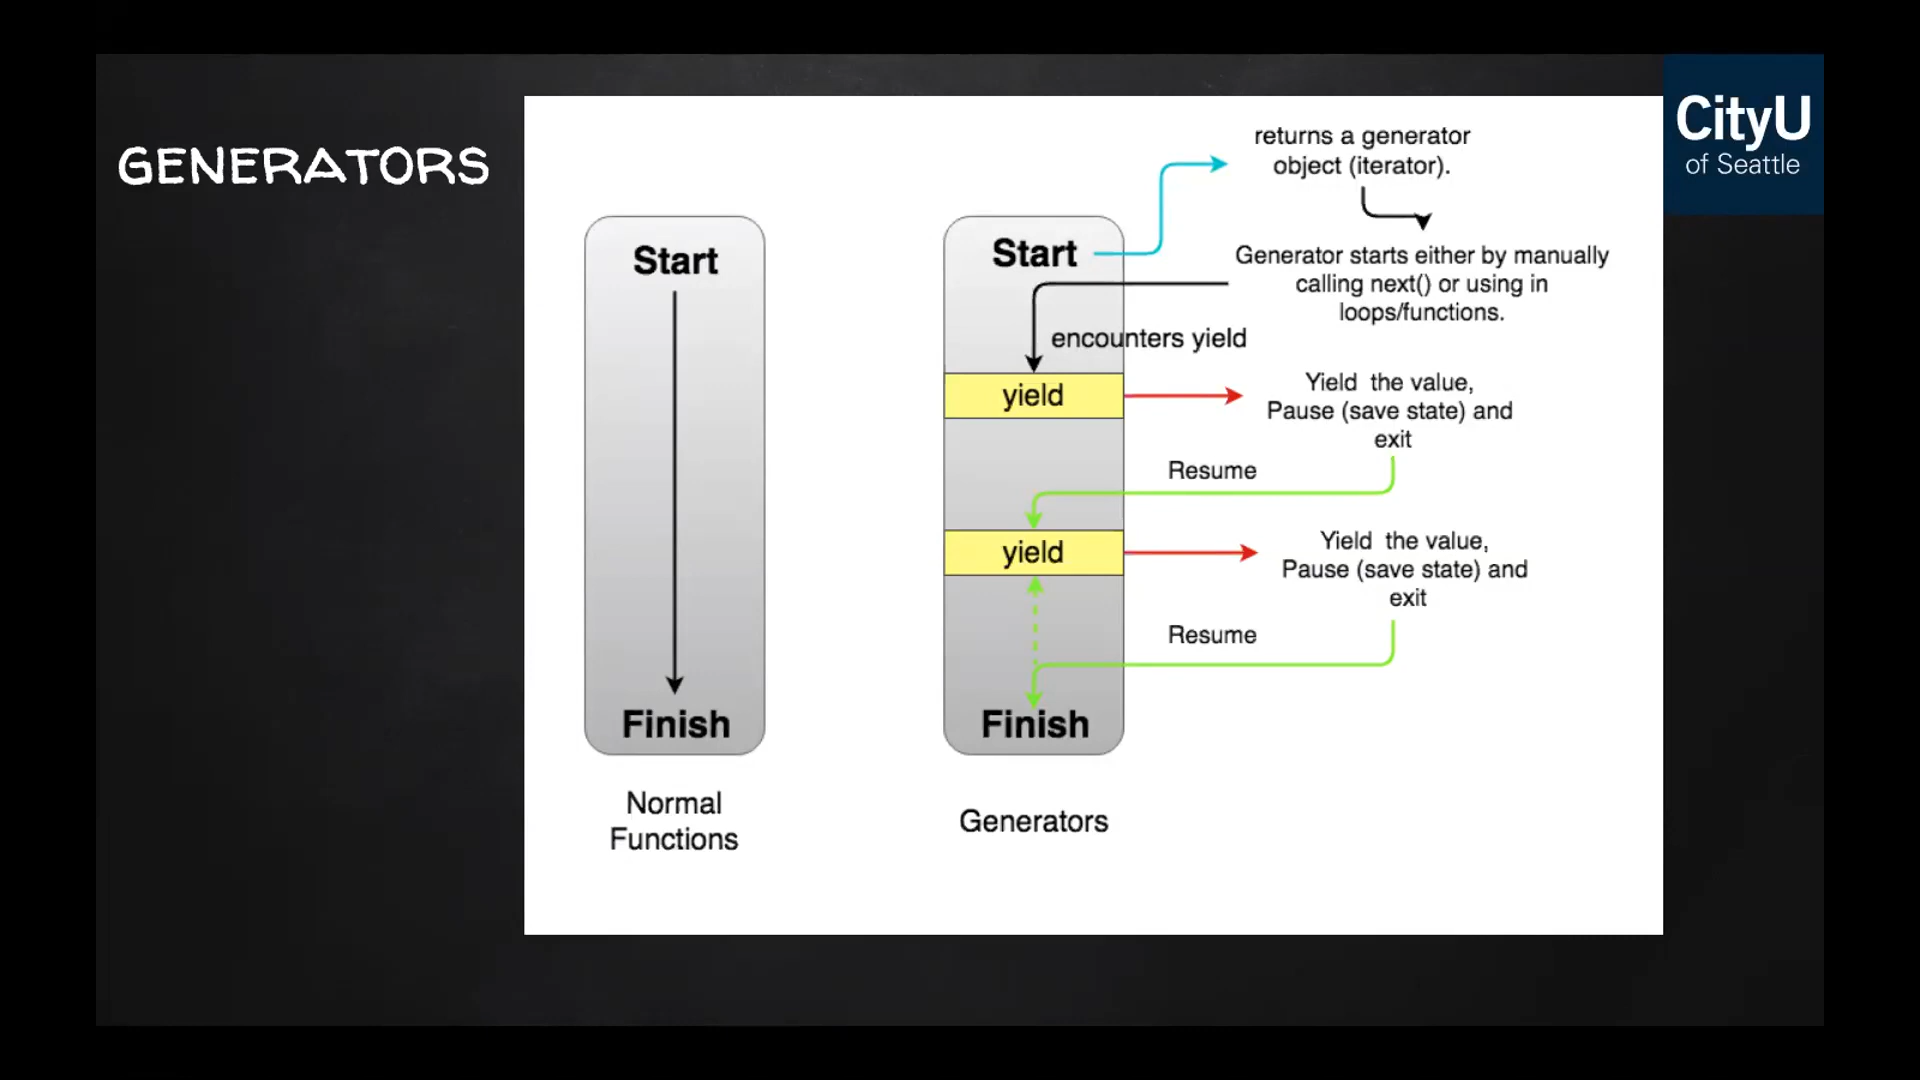 GENERATORS
CityU
of Seattle
Start
Finish
Normal
Functions
Start
returns a generator
object (iterator).
Generator starts either by manually
calling next() or using in
loops/functions.
encounters yield
yield
Yield the value,
Pause (save state) and
exit
Resume
yield
Yield the value,
Pause (save state) and
exit
Resume
Finish
Generators